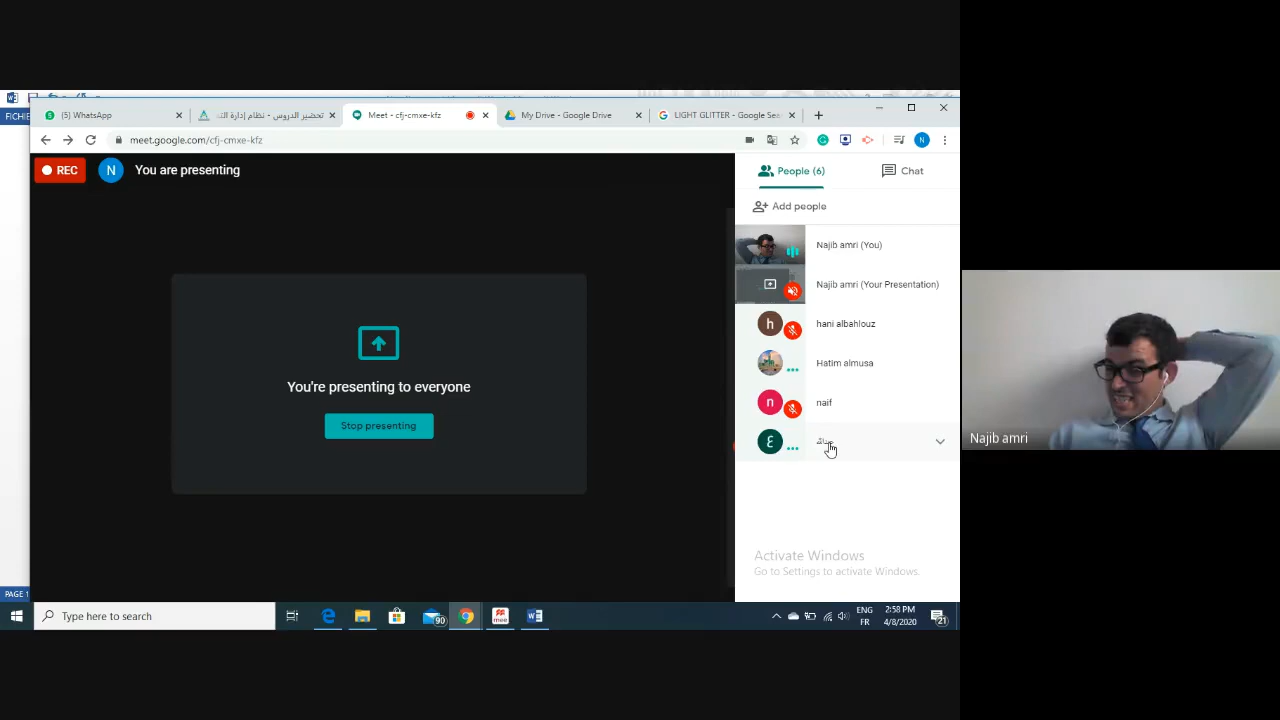 FICHIE
(5) WhatsApp
تحضير الدروس - نظام إدارة الت
Meet - cfj-cmxe-kfz
My Drive - Google Drive
LIGHT GLITTER - Google Sea
meet.google.com/cfj-cmxe-kfz
N
REC
N
You are presenting
People (6)
Chat
Add people
Najib amri (You)
Najib amri (Your Presentation)
h
hani albahlouz
Hatim almusa
n
naif
ع
You're presenting to everyone
Stop presenting
Najib amri
Activate Windows
Go to Settings to activate Windows.
PAGE 1
Type here to search
90
mee
ENG
FR
2:58 PM
4/8/2020
21